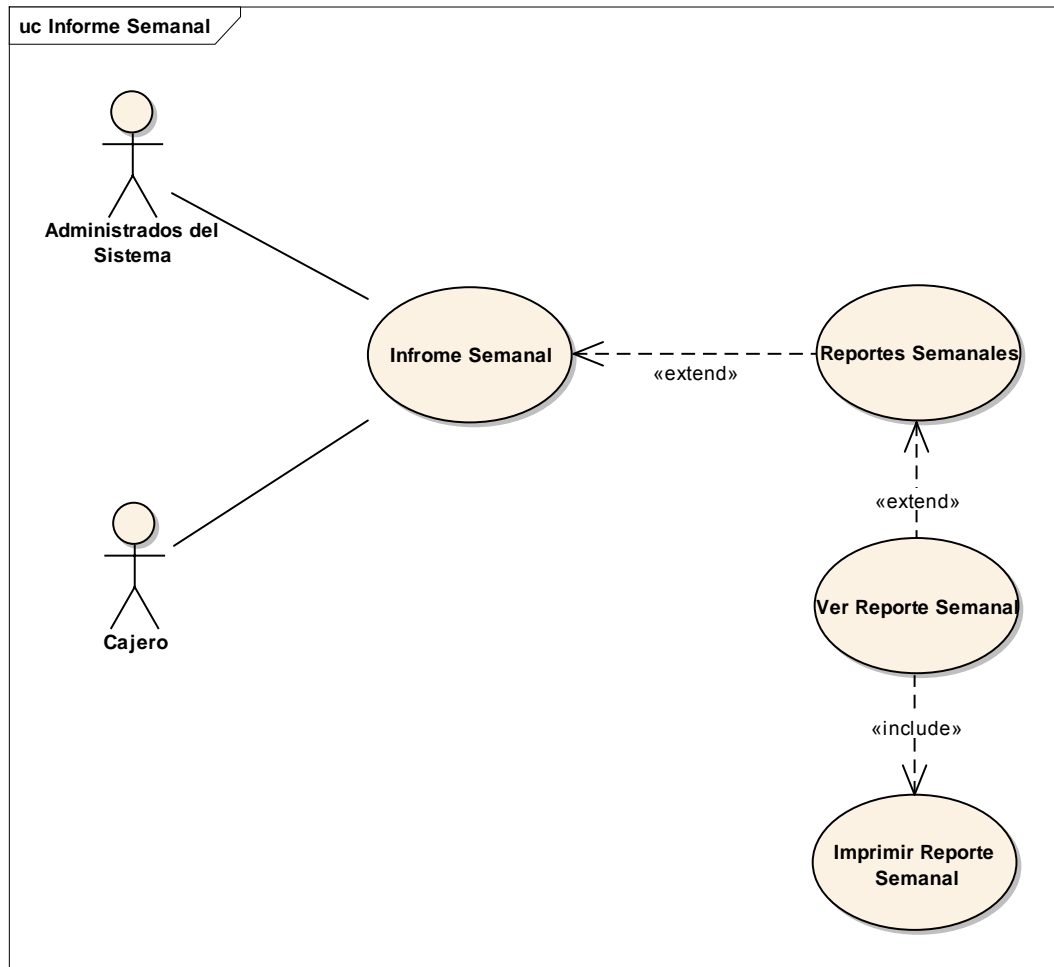 uc Informe Semanal
Administrados del
Sistema
Infrome Semanal
Reportes Semanales
«extend»
«extend»
Ver Reporte Semanal
Cajero
«include»
Imprimir Reporte
Semanal